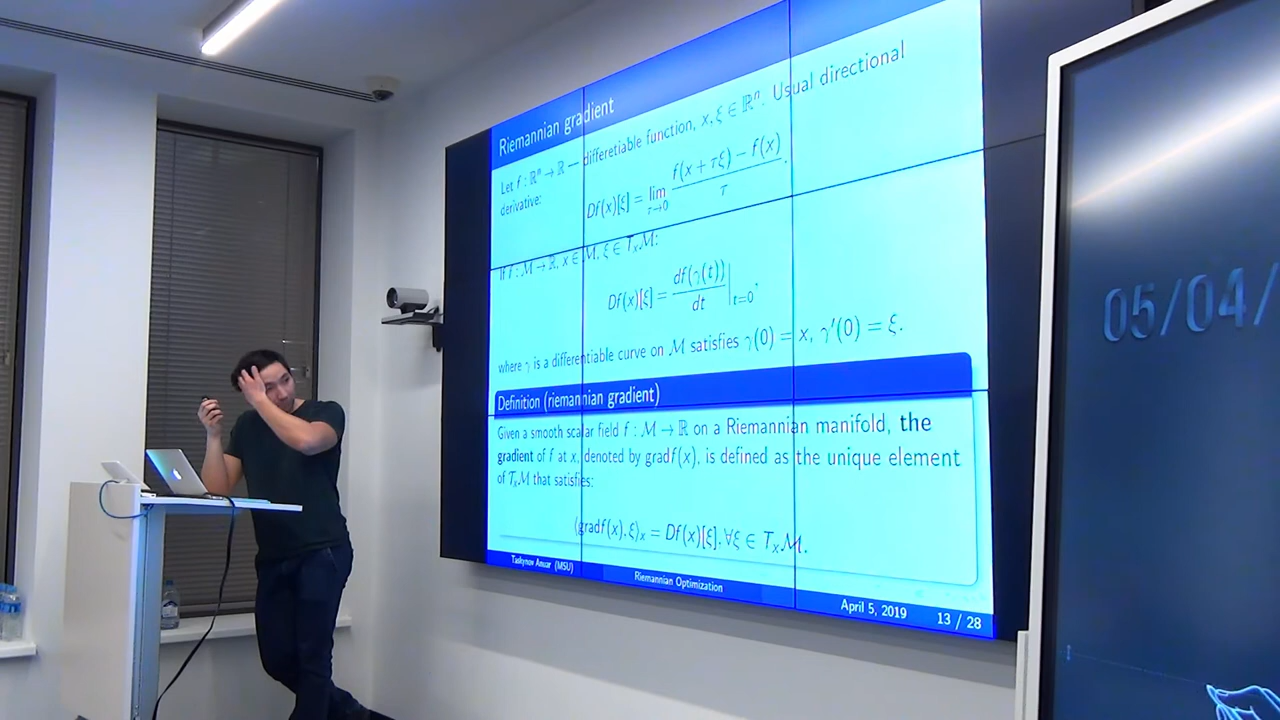 Riemannian gradient
Let f : ℝⁿ → ℝ — differetiable function, x, ξ ∈ ℝⁿ. Usual directional
derivative:
Df(x)[ξ] = lim_{τ→0} (f(x + τξ) − f(x)) / τ.
If f : ℳ → ℝ, x ∈ ℳ, ξ ∈ Tₓℳ:
Df(x)[ξ] = df(γ(t)) / dt |_{t=0},
where γ is a differentiable curve on ℳ satisfies γ(0) = x, γ′(0) = ξ.
Definition (riemannian gradient)
Given a smooth scalar field f : ℳ → ℝ on a Riemannian manifold, the
gradient of f at x, denoted by gradf(x), is defined as the unique element
of Tₓℳ that satisfies:
⟨gradf(x), ξ⟩ₓ = Df(x)[ξ], ∀ξ ∈ Tₓℳ.
Taskynov Anuar (MSU)
Riemannian Optimization
April 5, 2019
13 / 28
05/04/